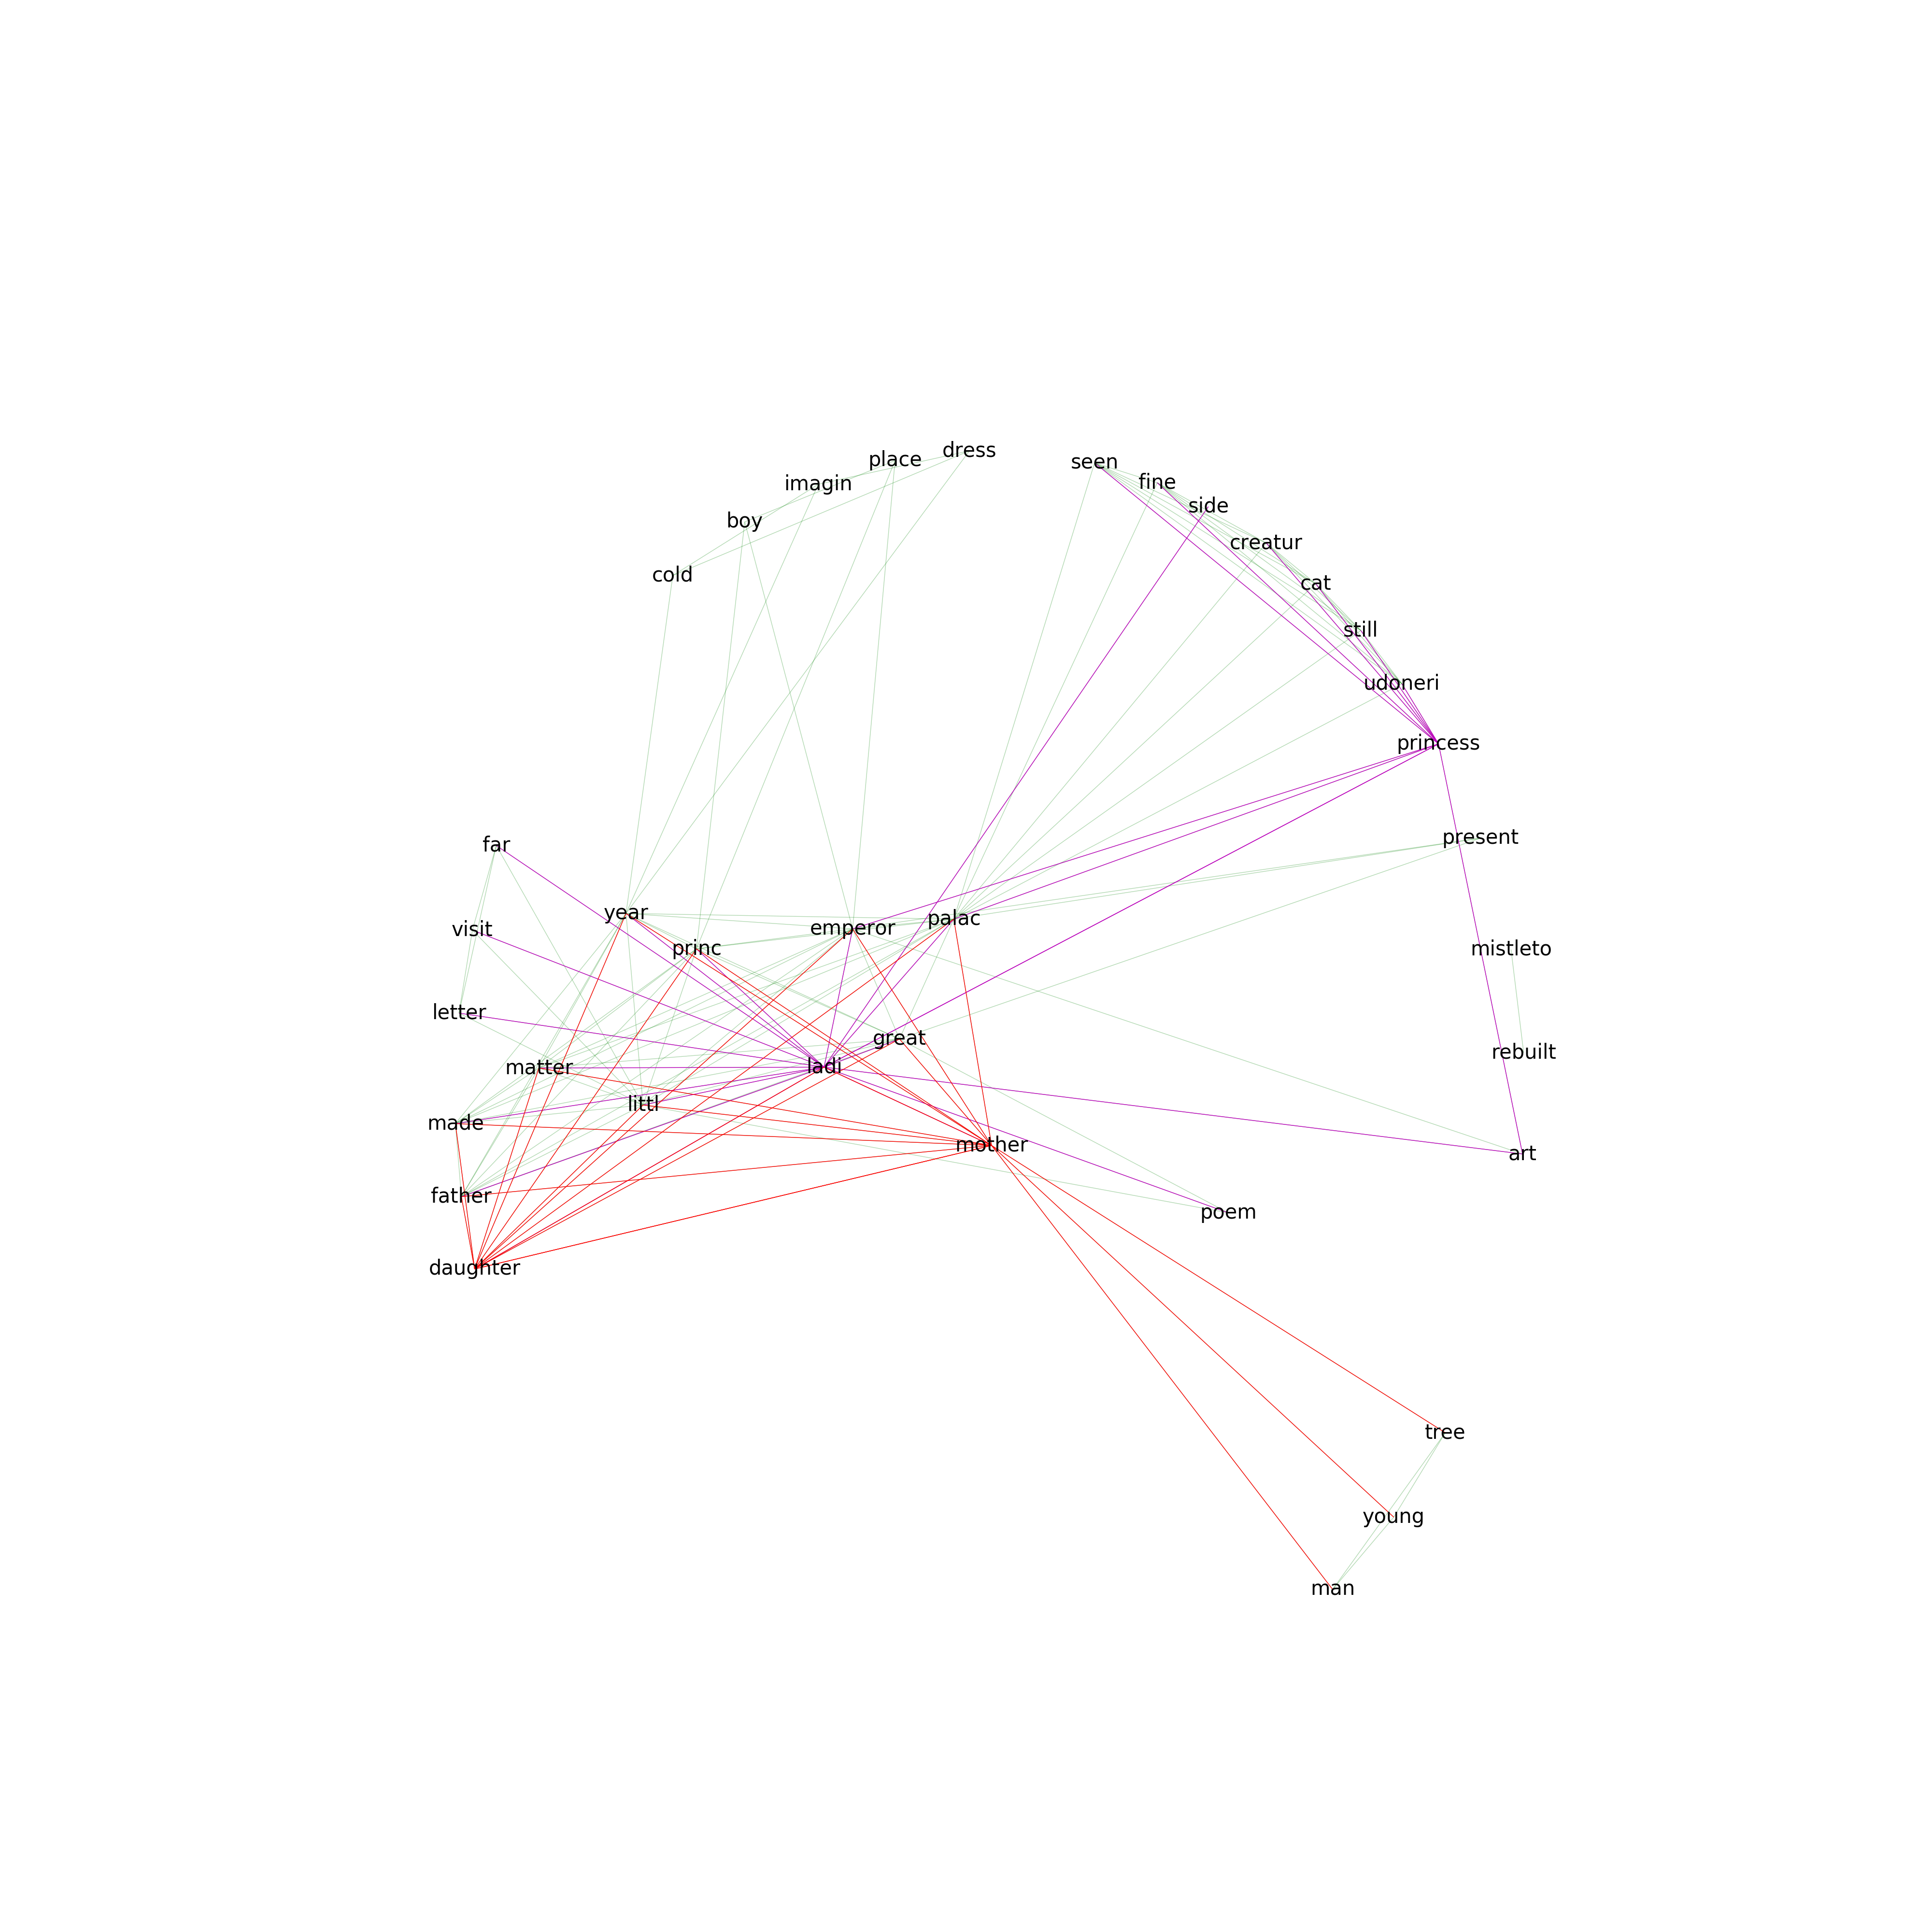 dress
place
seen
imagin
fine
side
boy
creatur
cold
cat
still
udoneri
princess
present
far
year
palac
emperor
visit
princ
mistleto
letter
great
rebuilt
ladi
matter
littl
made
mother
art
father
poem
daughter
tree
young
man